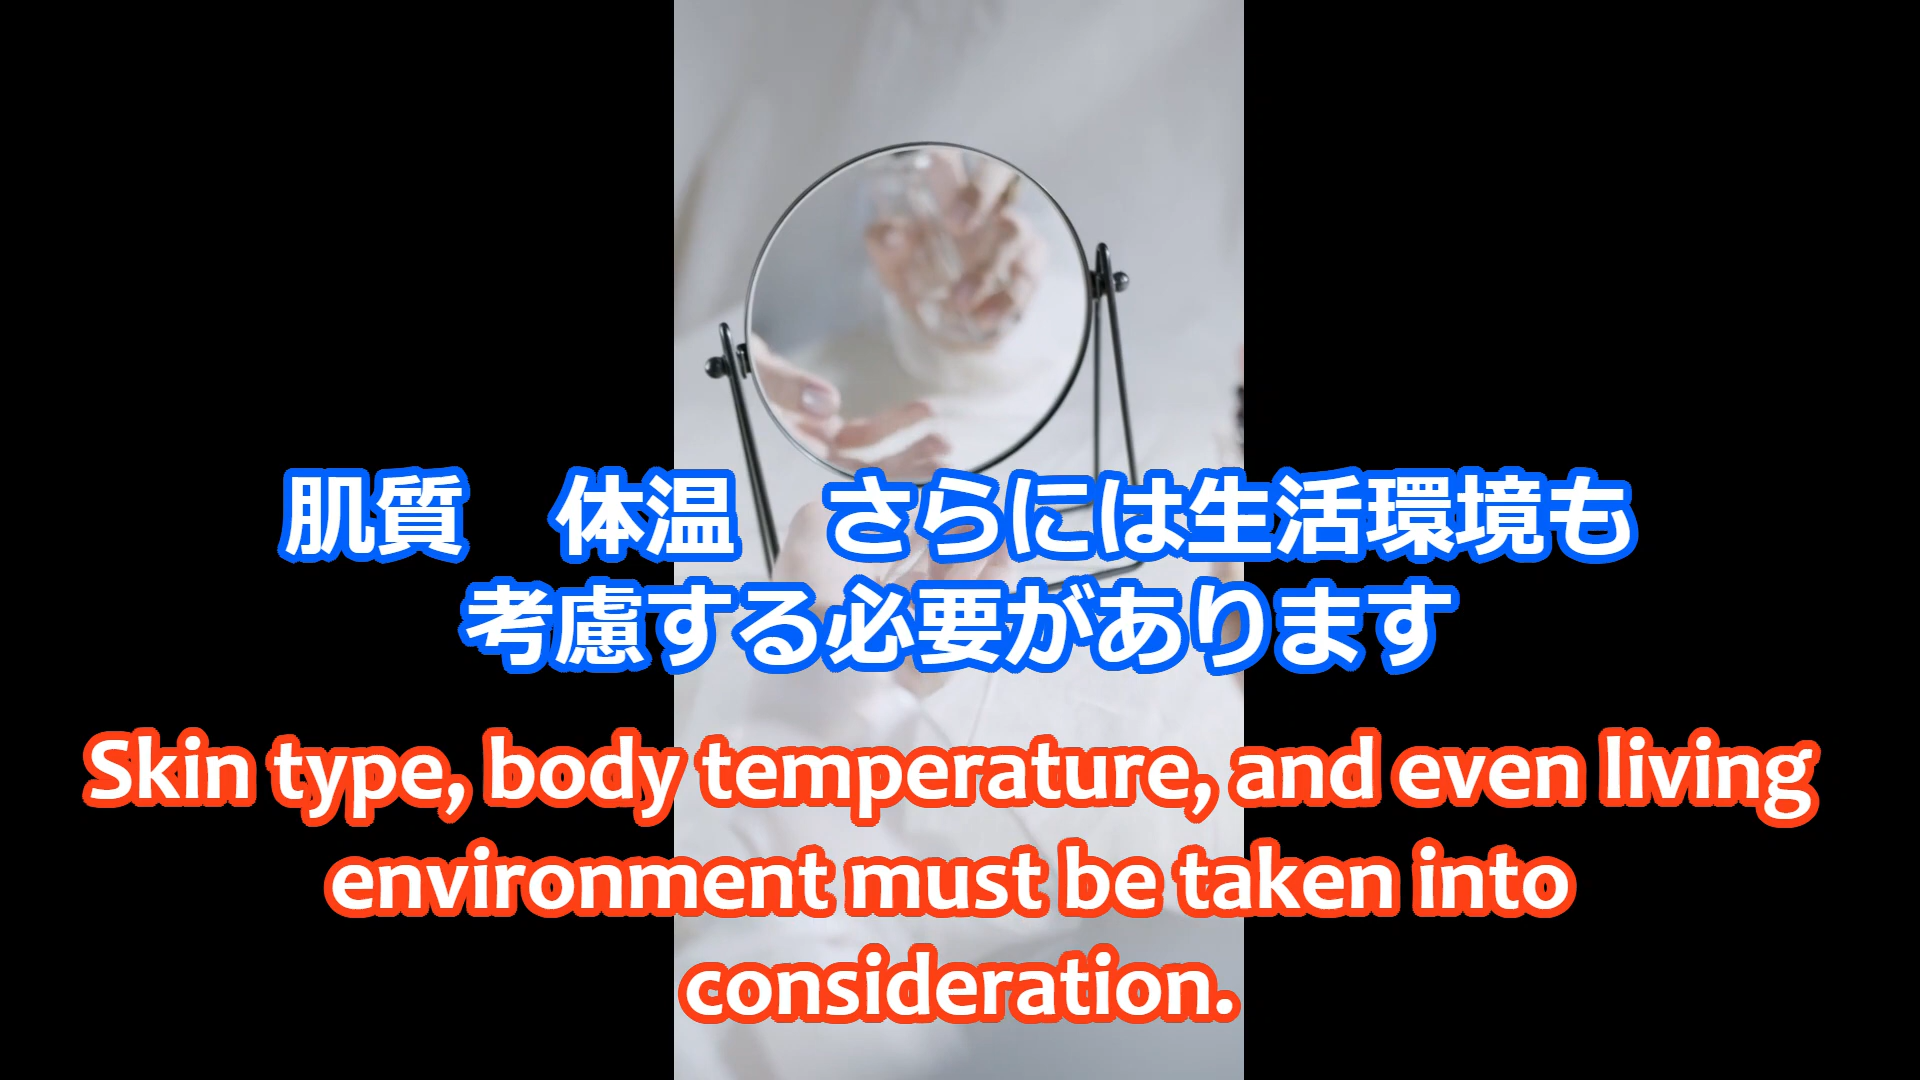 肌質　体温　さらには生活環境も
考慮する必要があります
Skin type, body temperature, and even living
environment must be taken into
consideration.